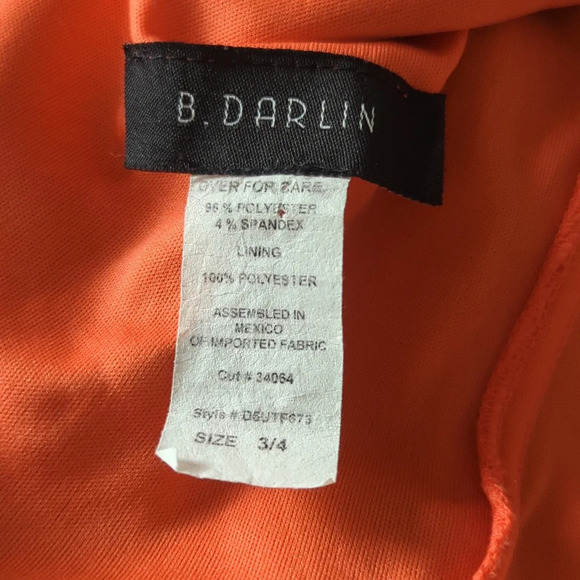 B. DARLIN
OVER FOR CARE
96 % POLYESTER
4 % SPANDEX
LINING
100% POLYESTER
ASSEMBLED IN
MEXICO
OF IMPORTED FABRIC
Cut # 34064
Style #
SIZE 3/4